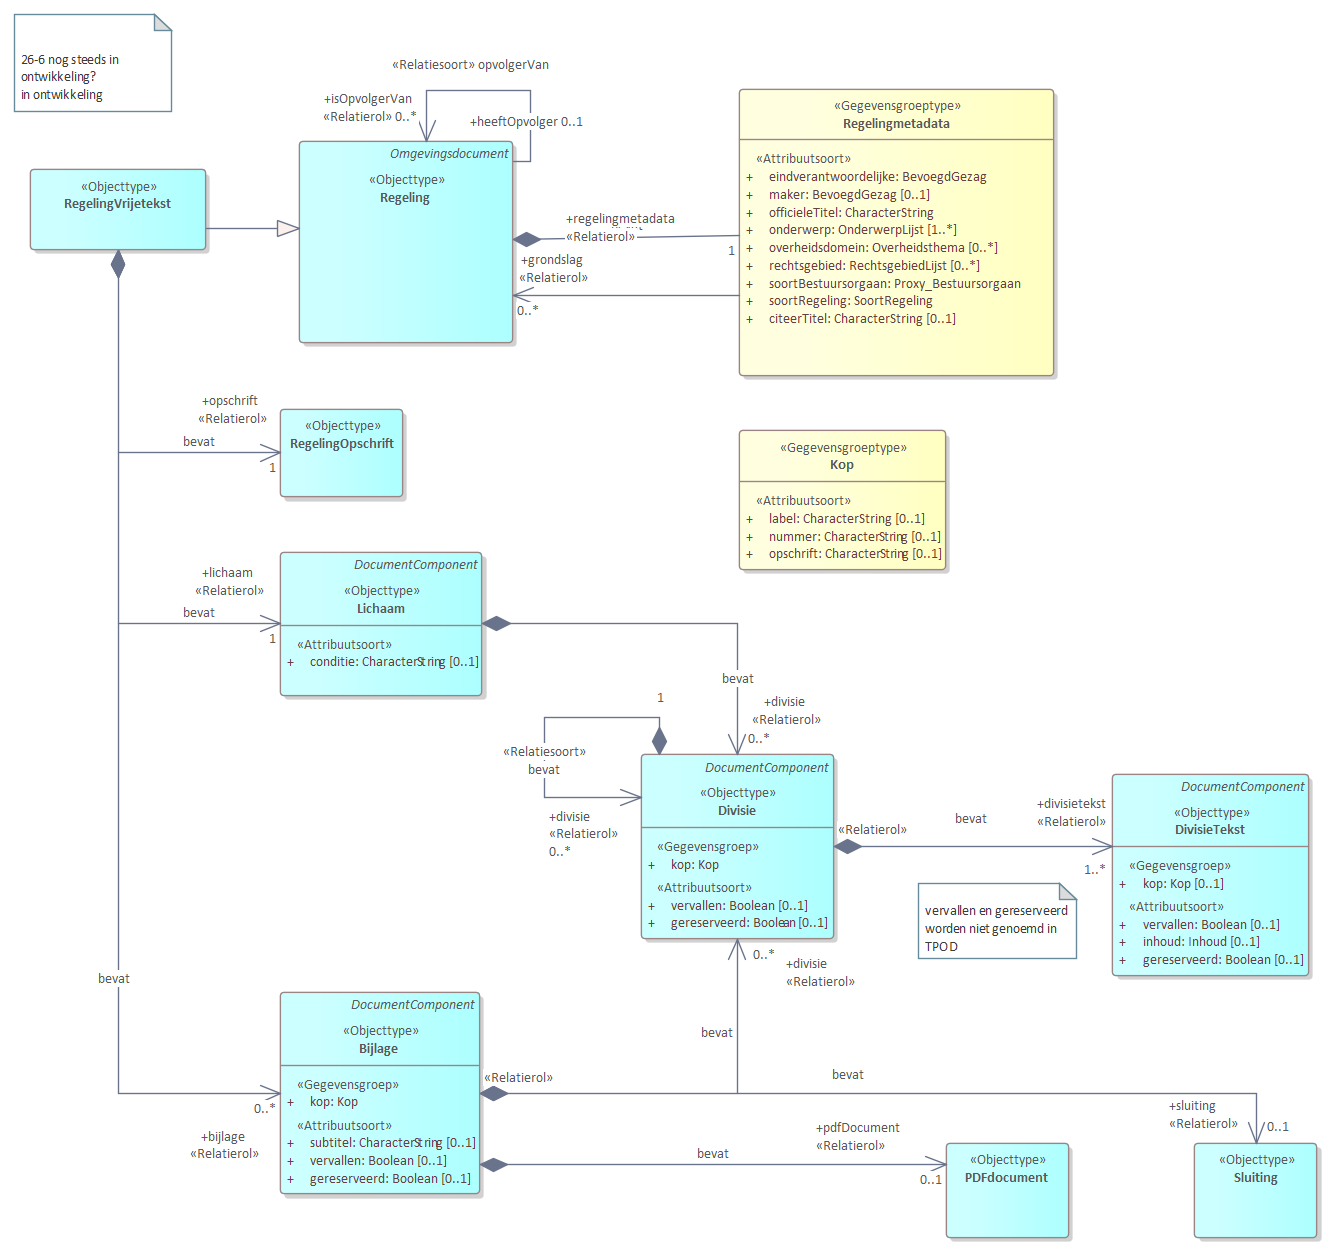 26-6 nog steeds in
ontwikkeling?
in ontwikkeling
«Relatiesoort» opvolgerVan
+isOpvolgerVan
«Relatierol» 0..*
+heeftOpvolger 0..1
Omgevingsdocument
«Objecttype»
Regeling
«Objecttype»
RegelingVrijetekst
«Gegevensgroeptype»
Regelingmetadata
«Attribuutsoort»
+ eindverantwoordelijke: BevoegdGezag
+ maker: BevoegdGezag [0..1]
+ officieleTitel: CharacterString
+ onderwerp: OnderwerpLijst [1..*]
+ overheidsdomein: Overheidsthema [0..*]
+ rechtsgebied: RechtsgebiedLijst [0..*]
+ soortBestuursorgaan: Proxy_Bestuursorgaan
+ soortRegeling: SoortRegeling
+ citeerTitel: CharacterString [0..1]
+regelingmetadata
«Relatierol»
1
+grondslag
«Relatierol»
0..*
+opschrift
«Relatierol»
bevat
1
«Objecttype»
RegelingOpschrift
«Gegevensgroeptype»
Kop
«Attribuutsoort»
+ label: CharacterString [0..1]
+ nummer: CharacterString [0..1]
+ opschrift: CharacterString [0..1]
+lichaam
«Relatierol»
bevat
1
DocumentComponent
«Objecttype»
Lichaam
«Attribuutsoort»
+ conditie: CharacterString [0..1]
bevat
+divisie
«Relatierol»
0..*
1
«Relatiesoort»
bevat
+divisie
«Relatierol»
0..*
DocumentComponent
«Objecttype»
Divisie
«Gegevensgroep»
+ kop: Kop
«Attribuutsoort»
+ vervallen: Boolean [0..1]
+ gereserveerd: Boolean [0..1]
«Relatierol»
bevat
+divisietekst
«Relatierol»
1..*
DocumentComponent
«Objecttype»
DivisieTekst
«Gegevensgroep»
+ kop: Kop [0..1]
«Attribuutsoort»
+ vervallen: Boolean [0..1]
+ inhoud: Inhoud [0..1]
+ gereserveerd: Boolean [0..1]
vervallen en gereserveerd
worden niet genoemd in
TPOD
0..*
+divisie
«Relatierol»
bevat
bevat
0..*
+bijlage
«Relatierol»
DocumentComponent
«Objecttype»
Bijlage
«Gegevensgroep»
+ kop: Kop
«Attribuutsoort»
+ subtitel: CharacterString [0..1]
+ vervallen: Boolean [0..1]
+ gereserveerd: Boolean [0..1]
«Relatierol»
bevat
+sluiting
«Relatierol»
0..1
«Objecttype»
Sluiting
bevat
+pdfDocument
«Relatierol»
0..1
«Objecttype»
PDFdocument